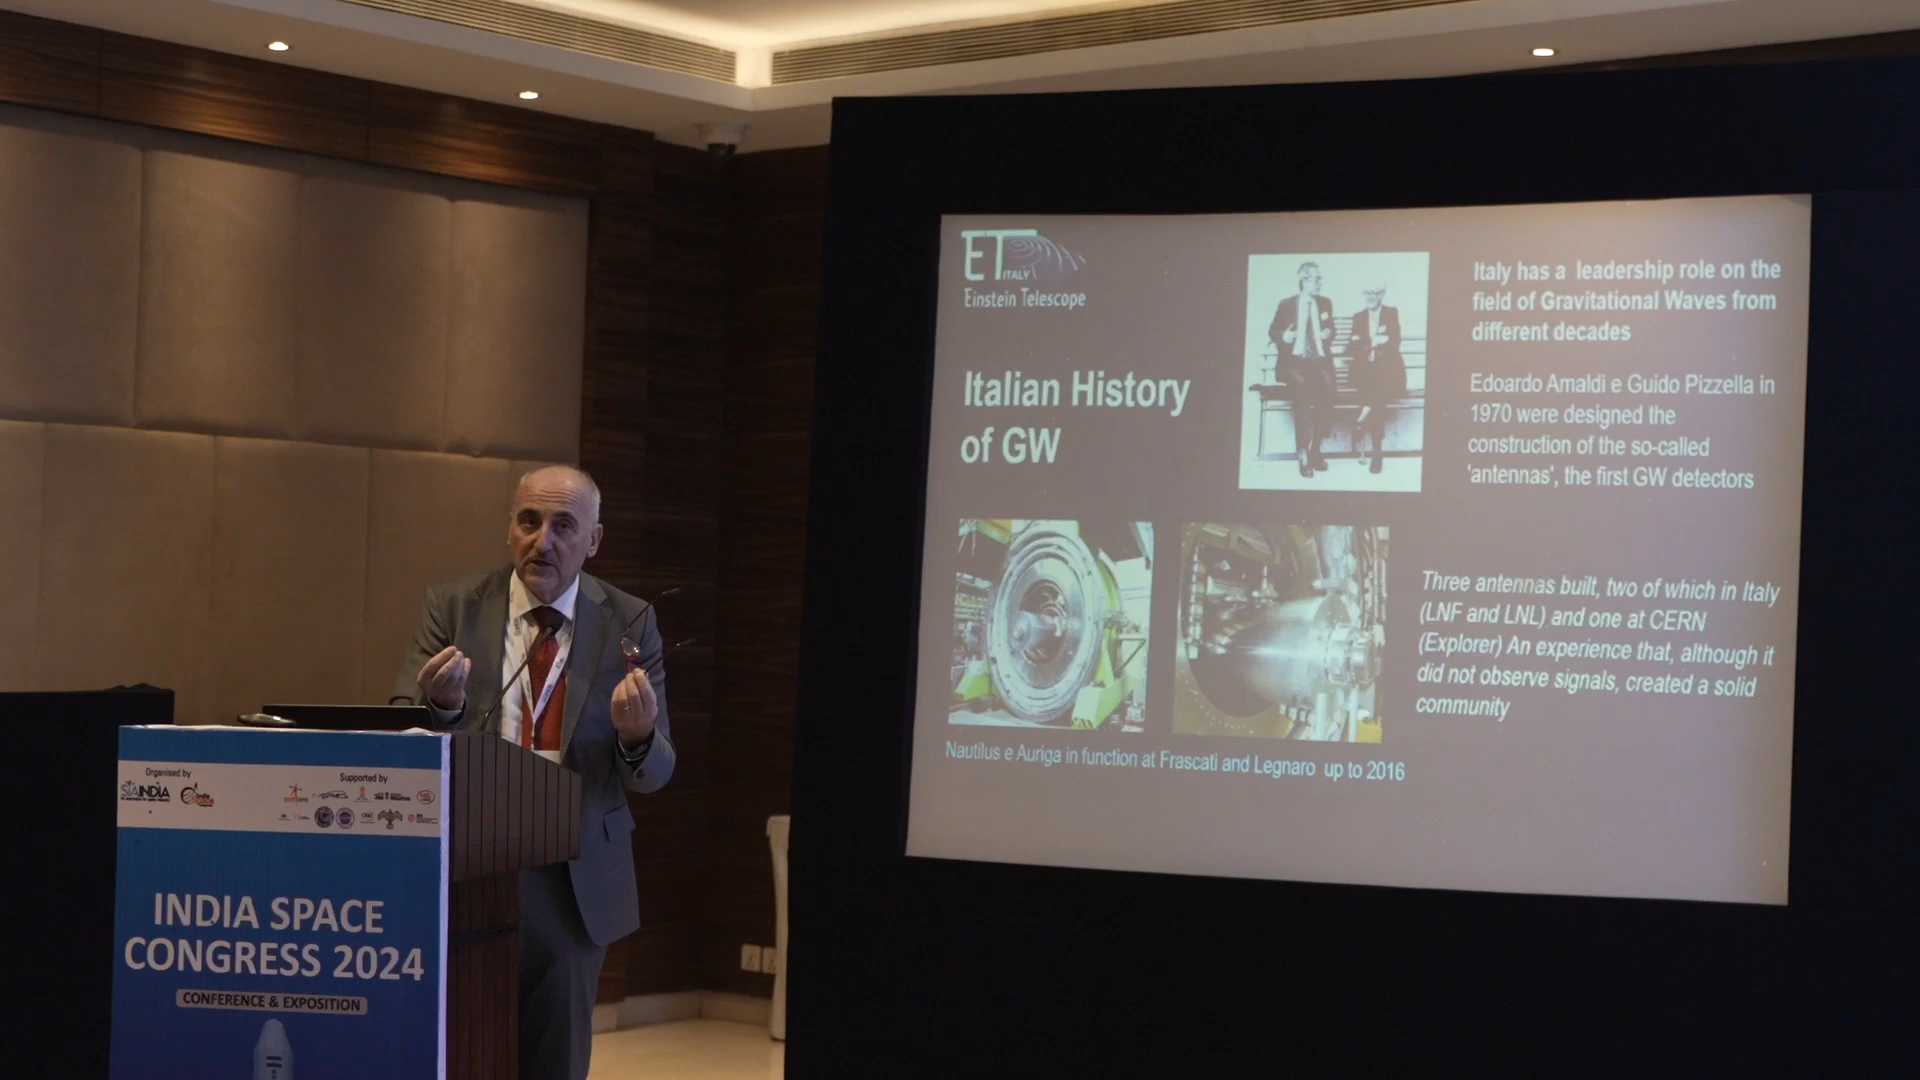 ET
ITALY
Einstein Telescope
Italian History
of GW
Italy has a leadership role on the
field of Gravitational Waves from
different decades
Edoardo Amaldi e Guido Pizzella in
1970 were designed the
construction of the so-called
'antennas', the first GW detectors
Three antennas built, two of which in Italy
(LNF and LNL) and one at CERN
(Explorer) An experience that, although it
did not observe signals, created a solid
community
Nautilus e Auriga in function at Frascati and Legnaro up to 2016
Organised by
Supported by
SIA INDIA
INDIA SPACE
CONGRESS 2024
CONFERENCE & EXPOSITION